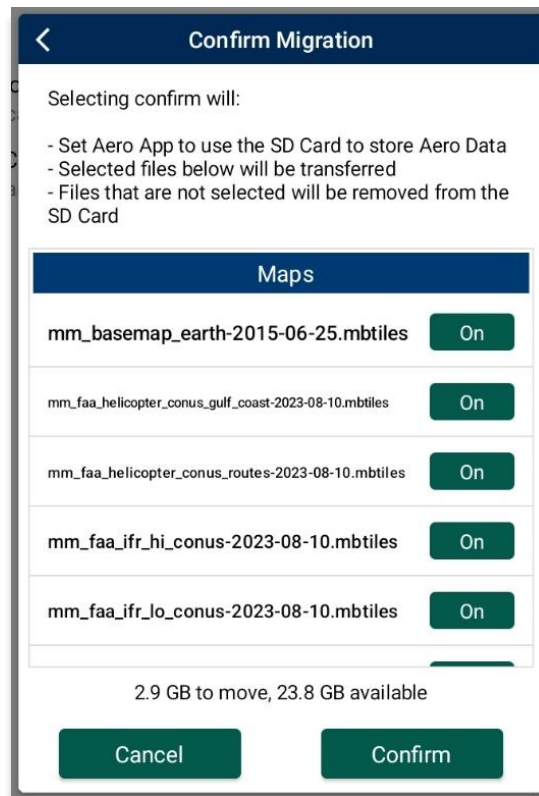 Confirm Migration
Selecting confirm will:
- Set Aero App to use the SD Card to store Aero Data
- Selected files below will be transferred
- Files that are not selected will be removed from the
SD Card
Maps
mm_basemap_earth-2015-06-25.mbtiles On
mm_faa_helicopter_conus_gulf_coast-2023-08-10.mbtiles On
mm_faa_helicopter_conus_routes-2023-08-10.mbtiles On
mm_faa_ifr_hi_conus-2023-08-10.mbtiles On
mm_faa_ifr_lo_conus-2023-08-10.mbtiles On
2.9 GB to move, 23.8 GB available
Cancel Confirm